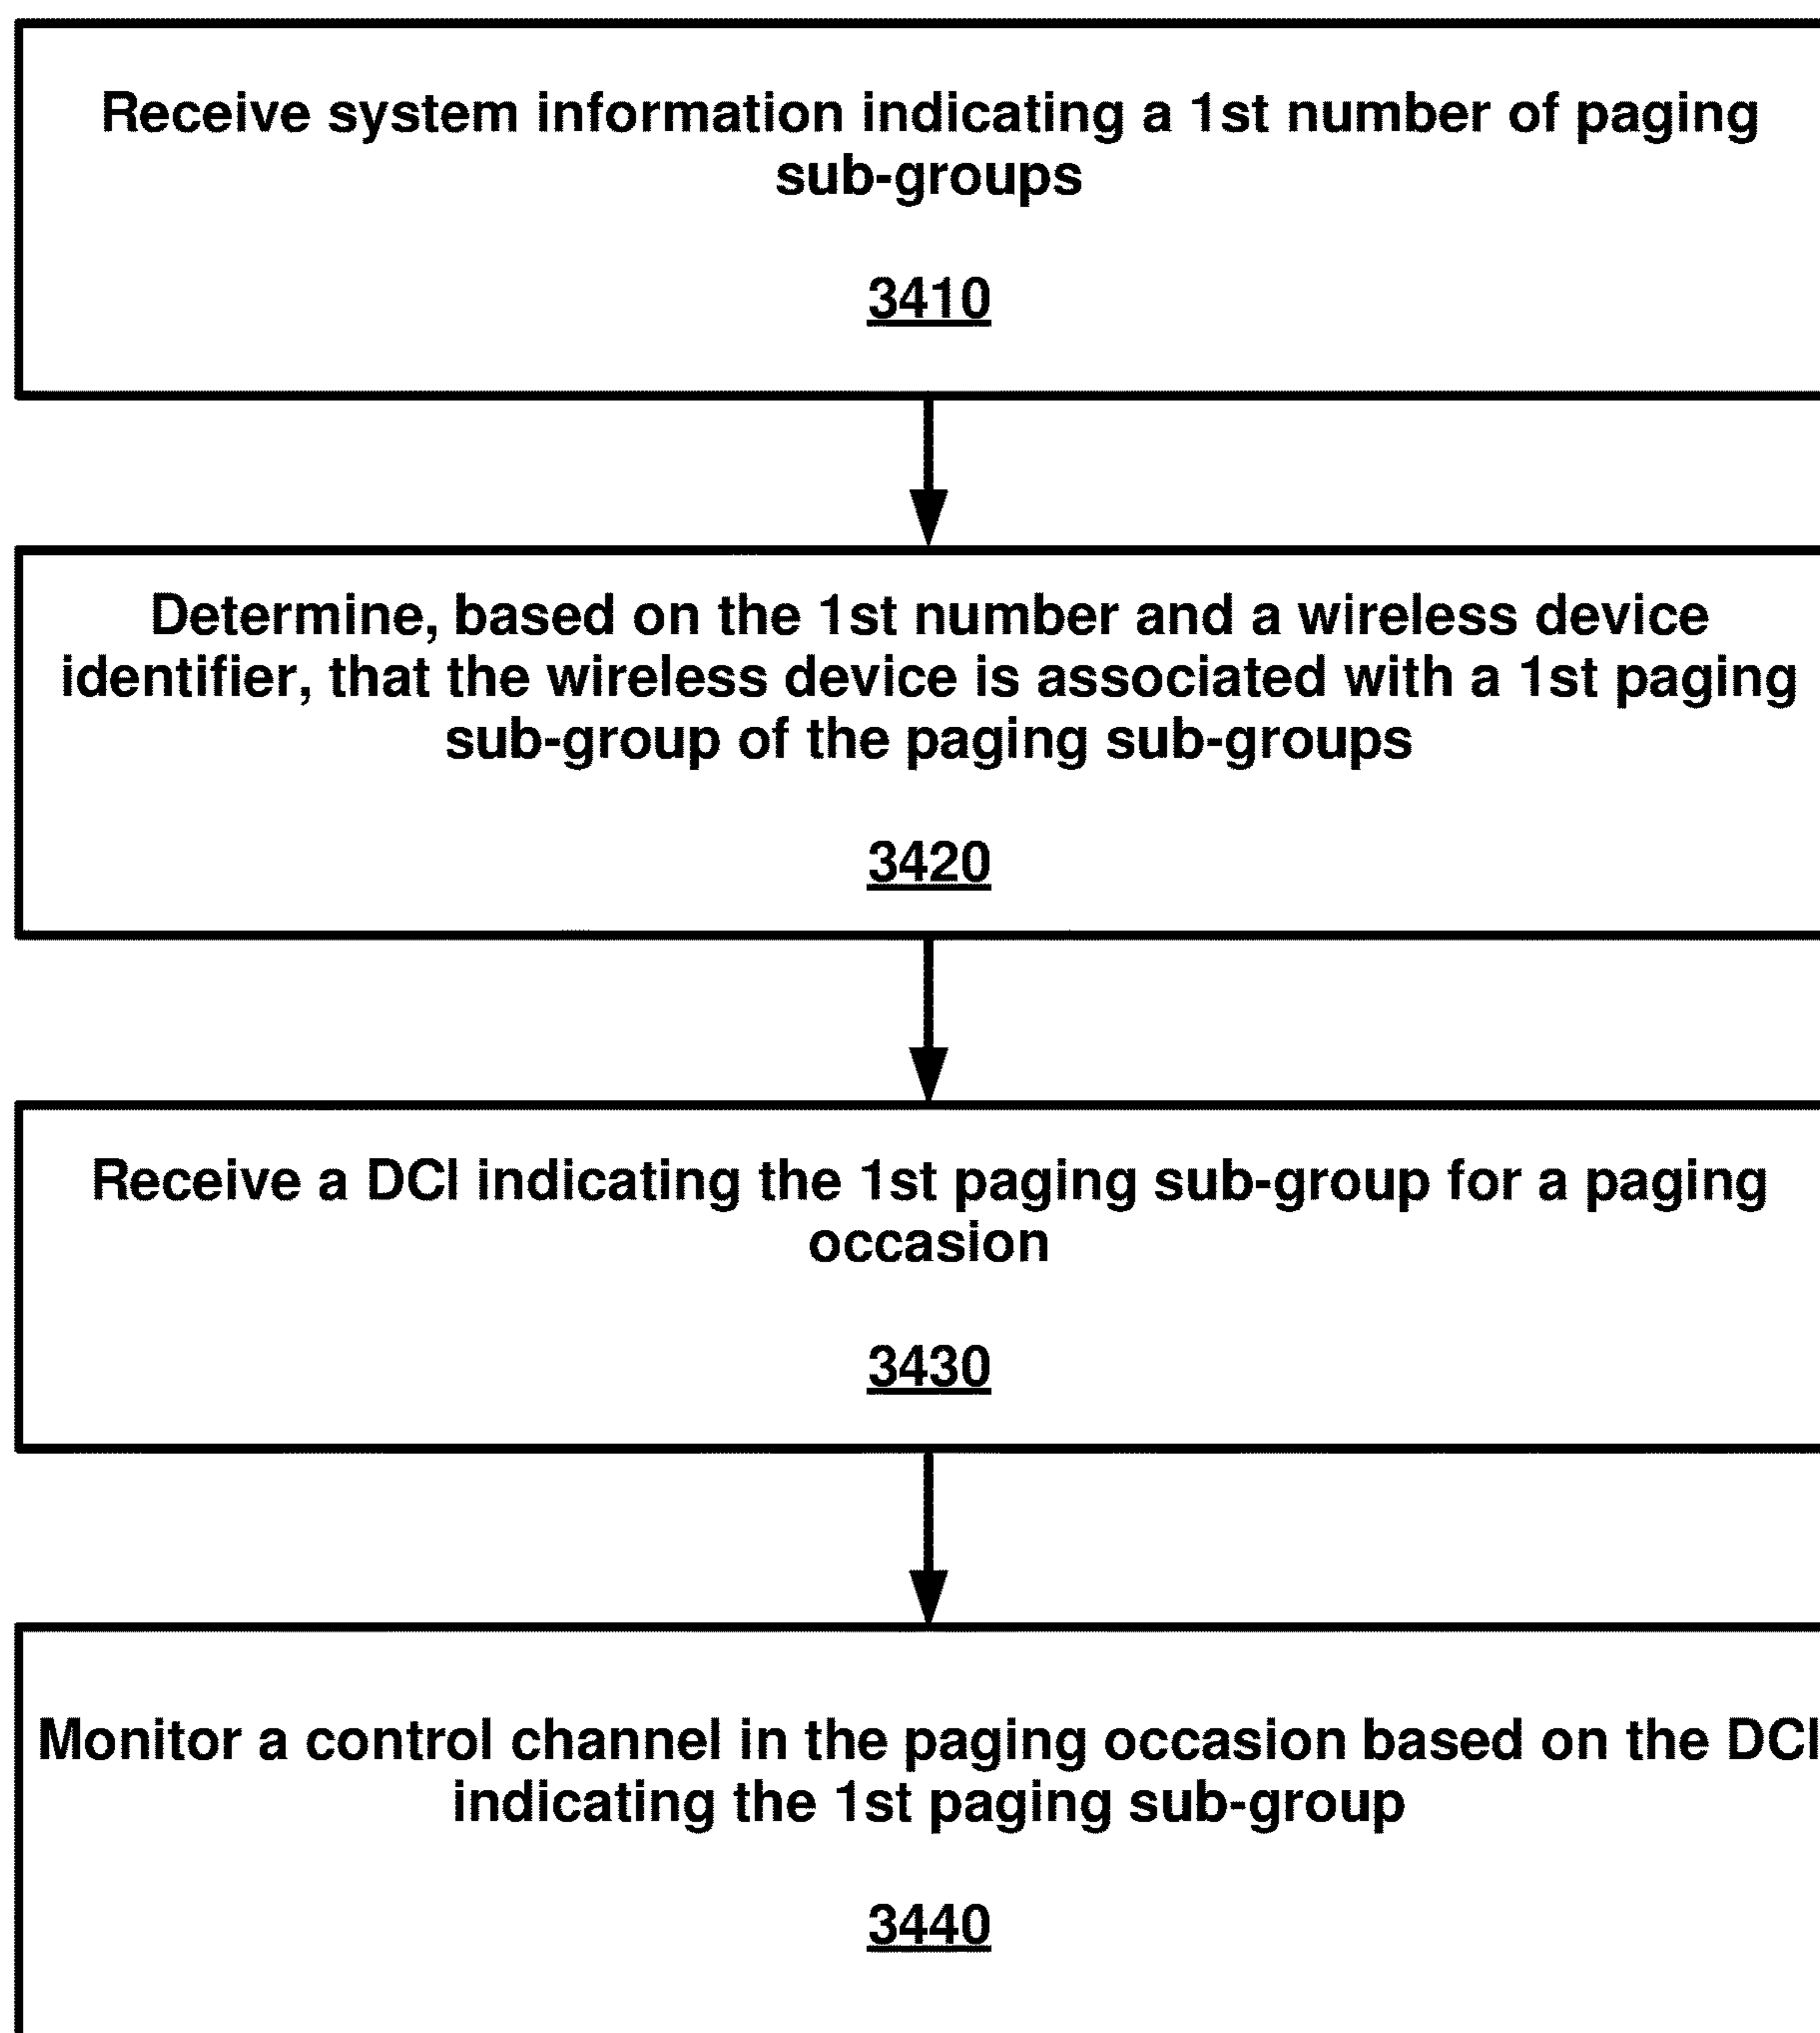 Receive system information indicating a 1st number of paging
sub-groups
3410
Determine, based on the 1st number and a wireless device
identifier, that the wireless device is associated with a 1st paging
sub-group of the paging sub-groups
3420
Receive a DCI indicating the 1st paging sub-group for a paging
occasion
3430
Monitor a control channel in the paging occasion based on the DCI
indicating the 1st paging sub-group
3440